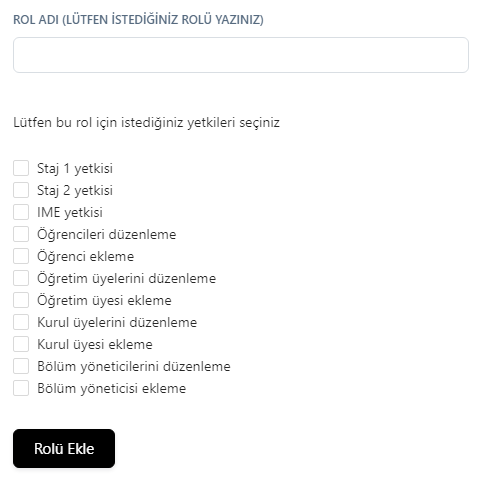 ROL ADI (LÜTFEN İSTEDİĞİNİZ ROLÜ YAZINIZ)
Lütfen bu rol için istediğiniz yetkileri seçiniz
Staj 1 yetkisi
Staj 2 yetkisi
IME yetkisi
Öğrencileri düzenleme
Öğrenci ekleme
Öğretim üyelerini düzenleme
Öğretim üyesi ekleme
Kurul üyelerini düzenleme
Kurul üyesi ekleme
Bölüm yöneticilerini düzenleme
Bölüm yöneticisi ekleme
Rolü Ekle